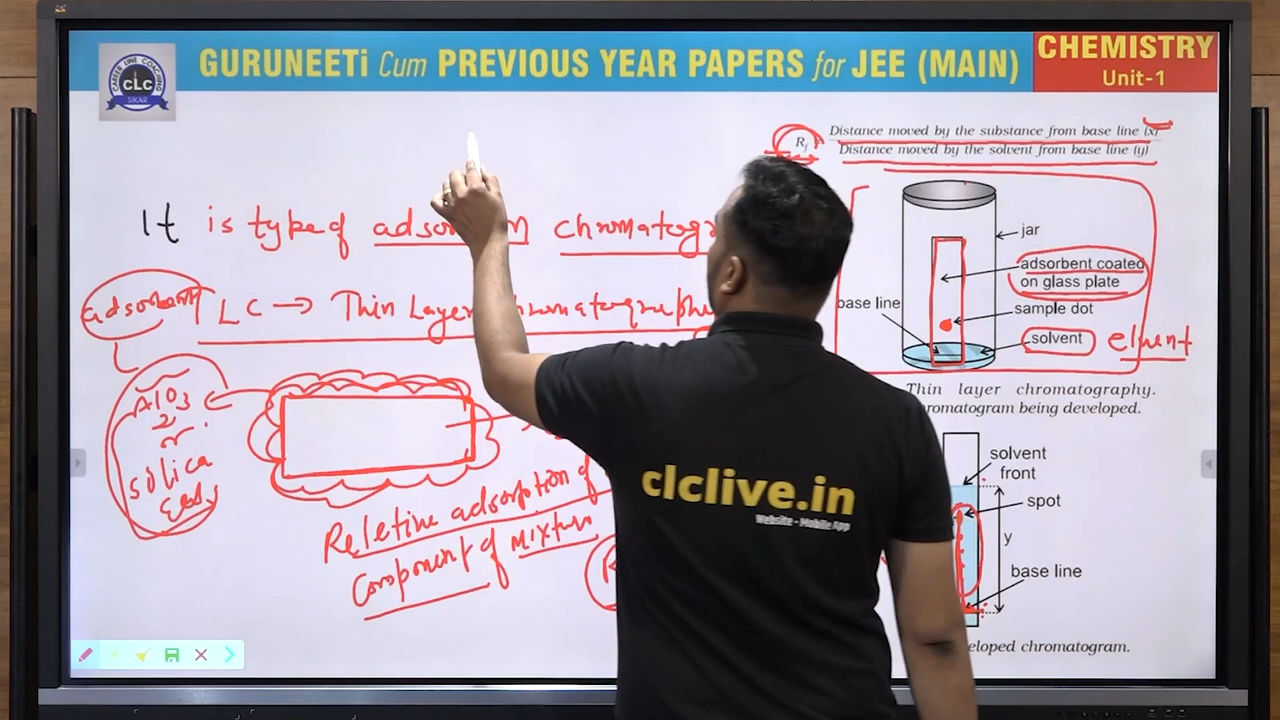 GURUNEETi Cum PREVIOUS YEAR PAPERS for JEE (MAIN)
CHEMISTRY
Unit-1
CAREER LINE COACHING
CLC
SIKAR
Rf
Distance moved by the substance from base line (x)
Distance moved by the solvent from base line (y)
It is type of chromatogr
adsorbent
LC → Thin Layer
or
silica
Reletive adsorption of
component of mixture
jar
adsorbent coated
on glass plate
base line
sample dot
solvent
eluent
Thin layer chromatography.
romatogram being developed.
solvent
front
spot
y
base line
eloped chromatogram.
clclive.in
Website - Mobile App